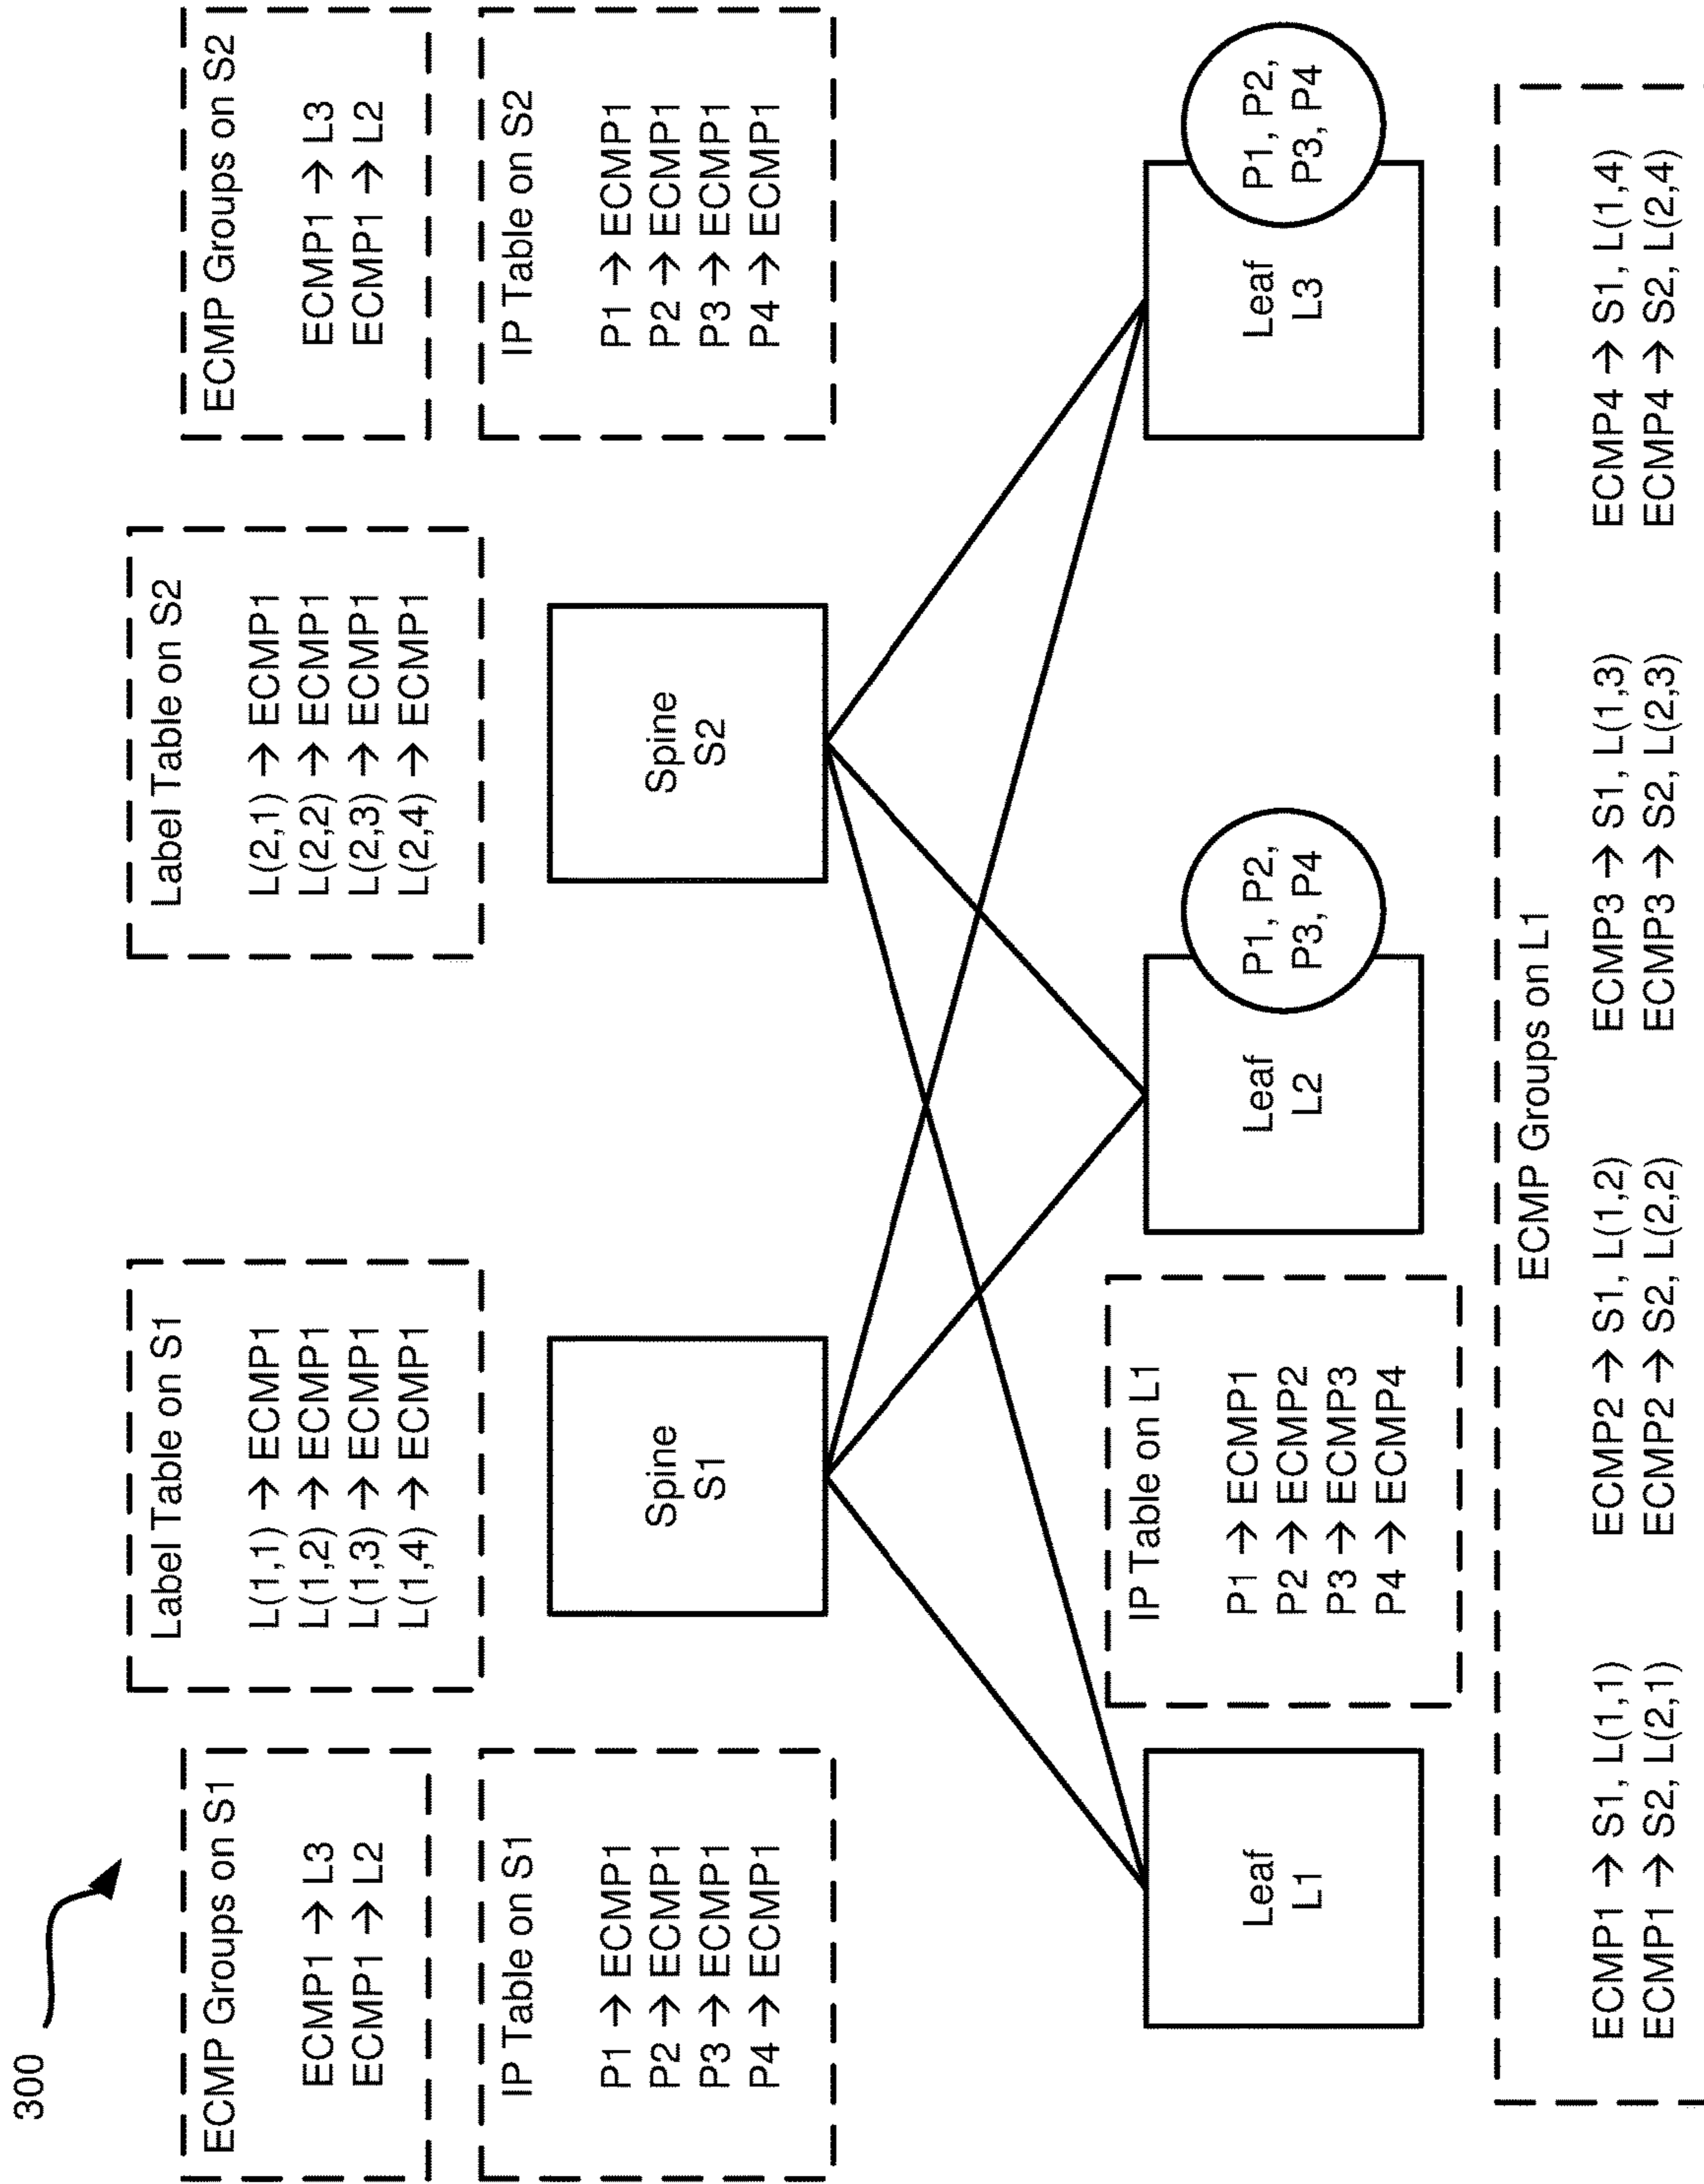 300
ECMP Groups on S1
ECMP1 → L3
ECMP1 → L2
IP Table on S1
P1 → ECMP1
P2 → ECMP1
P3 → ECMP1
P4 → ECMP1
Label Table on S1
L(1,1) → ECMP1
L(1,2) → ECMP1
L(1,3) → ECMP1
L(1,4) → ECMP1
Label Table on S2
L(2,1) → ECMP1
L(2,2) → ECMP1
L(2,3) → ECMP1
L(2,4) → ECMP1
ECMP Groups on S2
ECMP1 → L3
ECMP1 → L2
IP Table on S2
P1 → ECMP1
P2 → ECMP1
P3 → ECMP1
P4 → ECMP1
Spine
S1
Spine
S2
Leaf
L1
IP Table on L1
P1 → ECMP1
P2 → ECMP2
P3 → ECMP3
P4 → ECMP4
Leaf
L2
P1, P2,
P3, P4
Leaf
L3
P1, P2,
P3, P4
ECMP Groups on L1
ECMP1 → S1, L(1,1)
ECMP1 → S2, L(2,1)
ECMP2 → S1, L(1,2)
ECMP2 → S2, L(2,2)
ECMP3 → S1, L(1,3)
ECMP3 → S2, L(2,3)
ECMP4 → S1, L(1,4)
ECMP4 → S2, L(2,4)